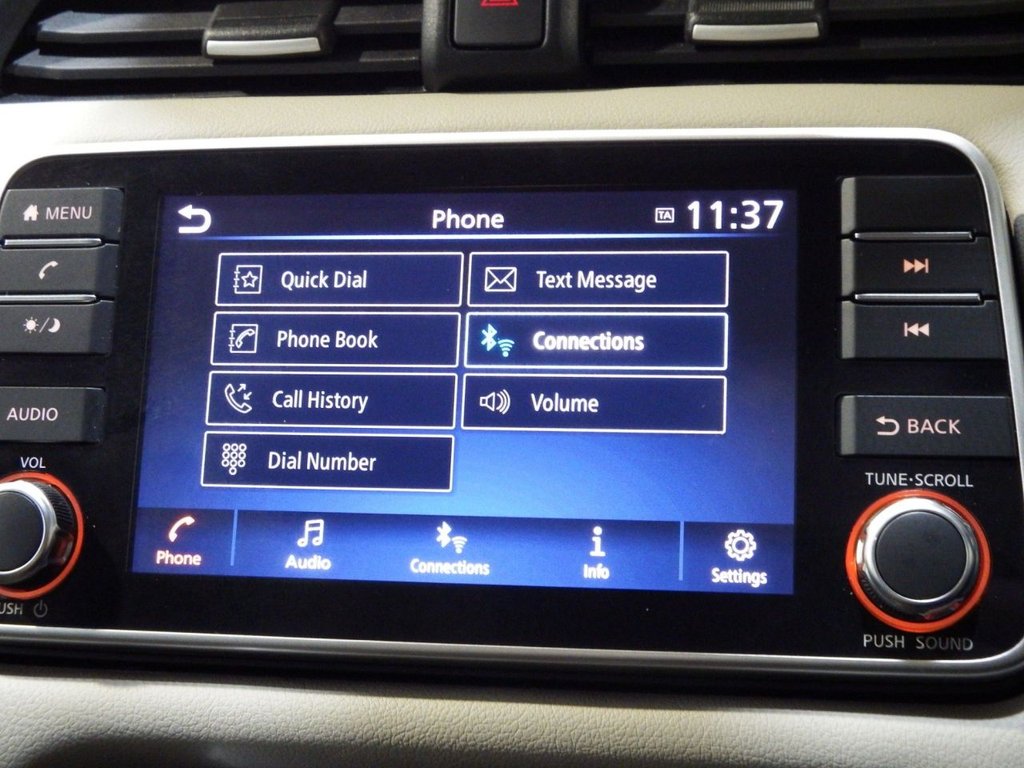 MENU
Phone
TA 11:37
Quick Dial
Text Message
Phone Book
Connections
Call History
Volume
Dial Number
Phone
Audio
Connections
Info
Settings
AUDIO
VOL
BACK
TUNE·SCROLL
PUSH SOUND